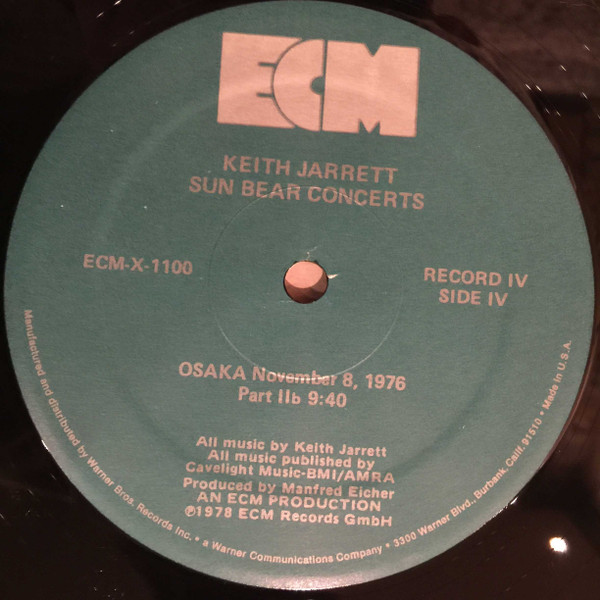 ECM
KEITH JARRETT
SUN BEAR CONCERTS
ECM-X-1100
RECORD IV
SIDE IV
OSAKA November 8, 1976
Part IIb 9:40
All music by Keith Jarrett
All music published by
Cavelight Music-BMI/AMRA
Produced by Manfred Eicher
AN ECM PRODUCTION
℗1978 ECM Records GmbH
Manufactured and distributed by Warner Bros. Records Inc. • a Warner Communications Company • 3300 Warner Blvd., Burbank, Calif. 91510 • Made in U.S.A.